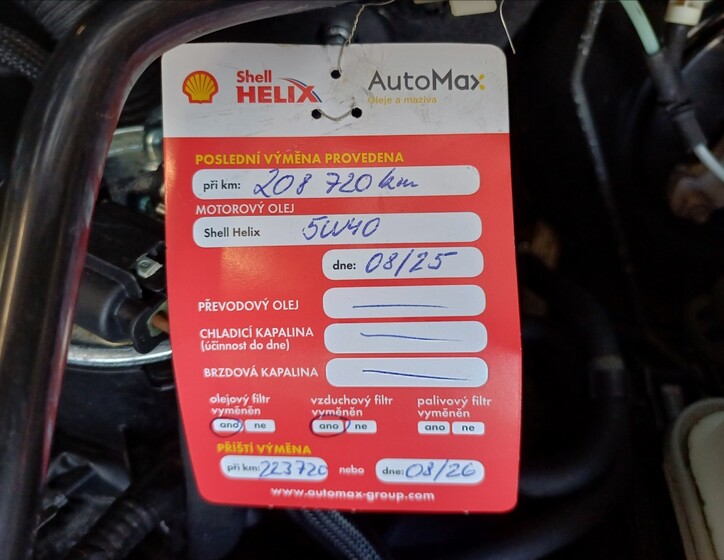 Shell
HELIX
AutoMax
Oleje a maziva
POSLEDNÍ VÝMĚNA PROVEDENA
při km: 208 720 km
MOTOROVÝ OLEJ
Shell Helix 5W40
dne: 08/25
PŘEVODOVÝ OLEJ
CHLADICÍ KAPALINA
(účinnost do dne)
BRZDOVÁ KAPALINA
olejový filtr vzduchový filtr palivový filtr
vyměněn vyměněn vyměněn
ano ne ano ne ano ne
PŘÍŠTÍ VÝMĚNA
při km: 223720 nebo dne: 08/26
www.automax-group.com